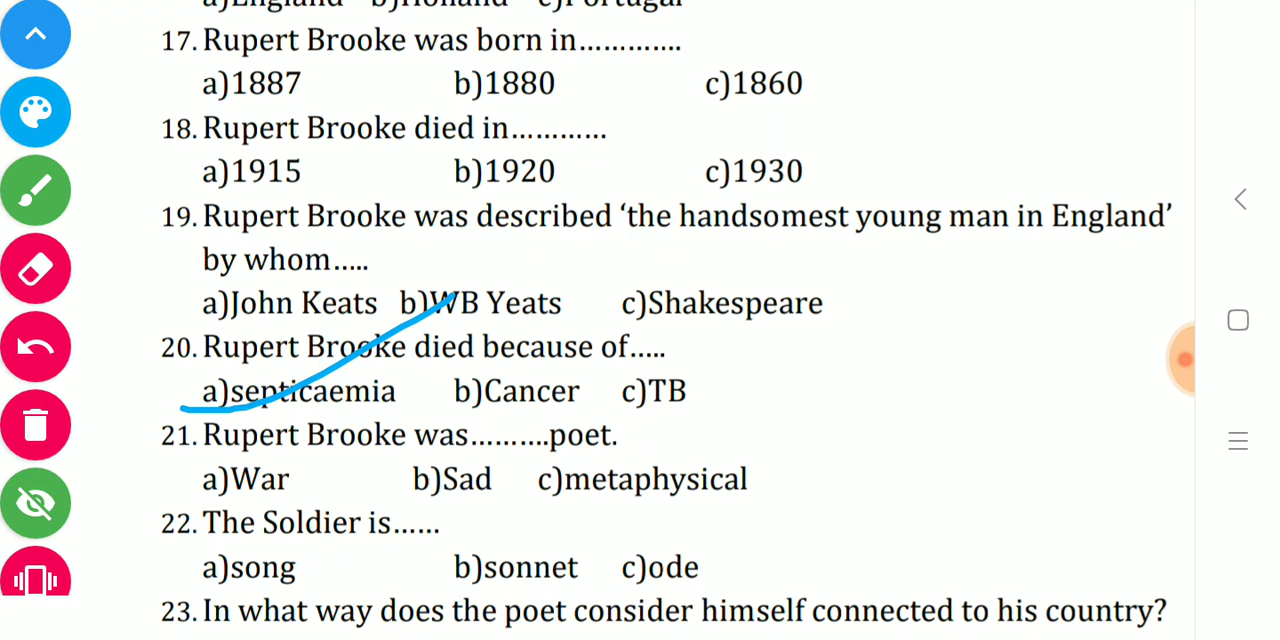 a)England b)Holland c)Portugal
17. Rupert Brooke was born in.............
a)1887 b)1880 c)1860
18. Rupert Brooke died in............
a)1915 b)1920 c)1930
19. Rupert Brooke was described ‘the handsomest young man in England’
by whom.....
a)John Keats b)WB Yeats c)Shakespeare
20. Rupert Brooke died because of.....
a)septicaemia b)Cancer c)TB
21. Rupert Brooke was..........poet.
a)War b)Sad c)metaphysical
22. The Soldier is......
a)song b)sonnet c)ode
23. In what way does the poet consider himself connected to his country?